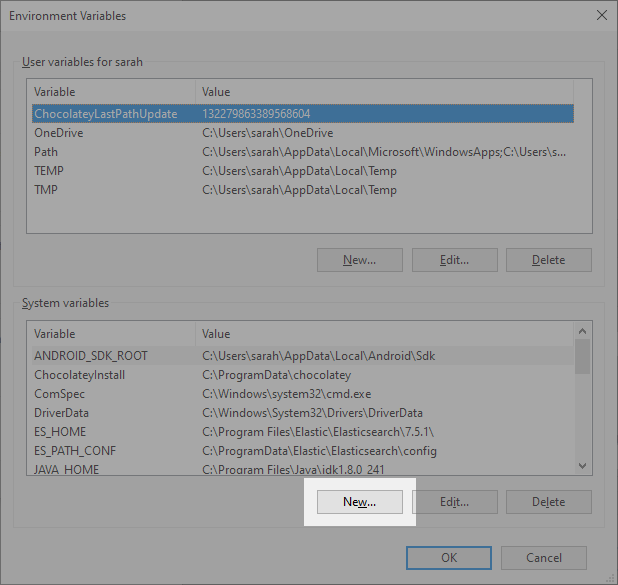 Environment Variables
User variables for sarah
Variable Value
ChocolateyLastPathUpdate 132279863389568604
OneDrive C:\Users\sarah\OneDrive
Path C:\Users\sarah\AppData\Local\Microsoft\WindowsApps;C:\Users\s...
TEMP C:\Users\sarah\AppData\Local\Temp
TMP C:\Users\sarah\AppData\Local\Temp
New... Edit... Delete
System variables
Variable Value
ANDROID_SDK_ROOT C:\Users\sarah\AppData\Local\Android\Sdk
ChocolateyInstall C:\ProgramData\chocolatey
ComSpec C:\Windows\system32\cmd.exe
DriverData C:\Windows\System32\Drivers\DriverData
ES_HOME C:\Program Files\Elastic\Elasticsearch\7.5.1\
ES_PATH_CONF C:\ProgramData\Elastic\Elasticsearch\config
JAVA_HOME C:\Program Files\Java\jdk1.8.0_241
New... Edit... Delete
OK Cancel